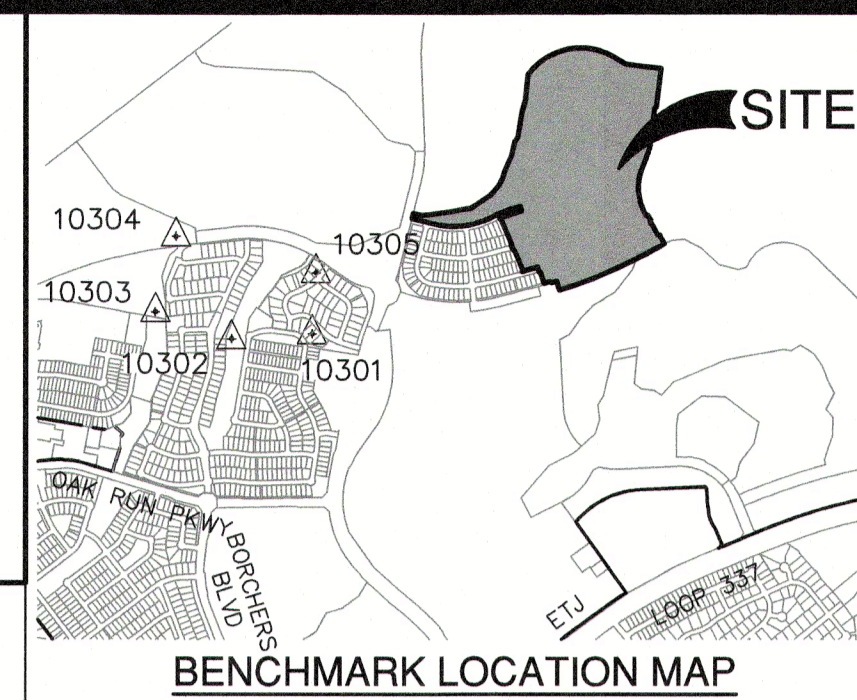 SITE
10304
10305
10303
10302
10301
OAK RUN PKWY
BORCHERS
BLVD
ETJ
LOOP 337
BENCHMARK LOCATION MAP